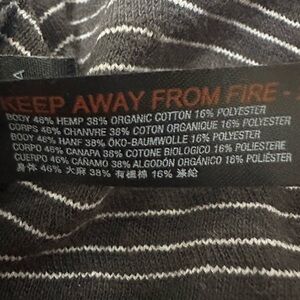 KEEP AWAY FROM FIRE -
BODY 46% HEMP 38% ORGANIC COTTON 16% POLYESTER
CORPS 46% CHANVRE 38% COTON ORGANIQUE 16% POLYESTER
BODY 46% HANF 38% ÖKO-BAUMWOLLE 16% POLYESTER
CORPO 46% CANAPA 38% COTONE BIOLOGICO 16% POLIESTERE
CUERPO 46% CÁÑAMO 38% ALGODÓN ORGÁNICO 16% POLIÉSTER
身体 46% 大麻 38% 有機棉 16% 滌綸